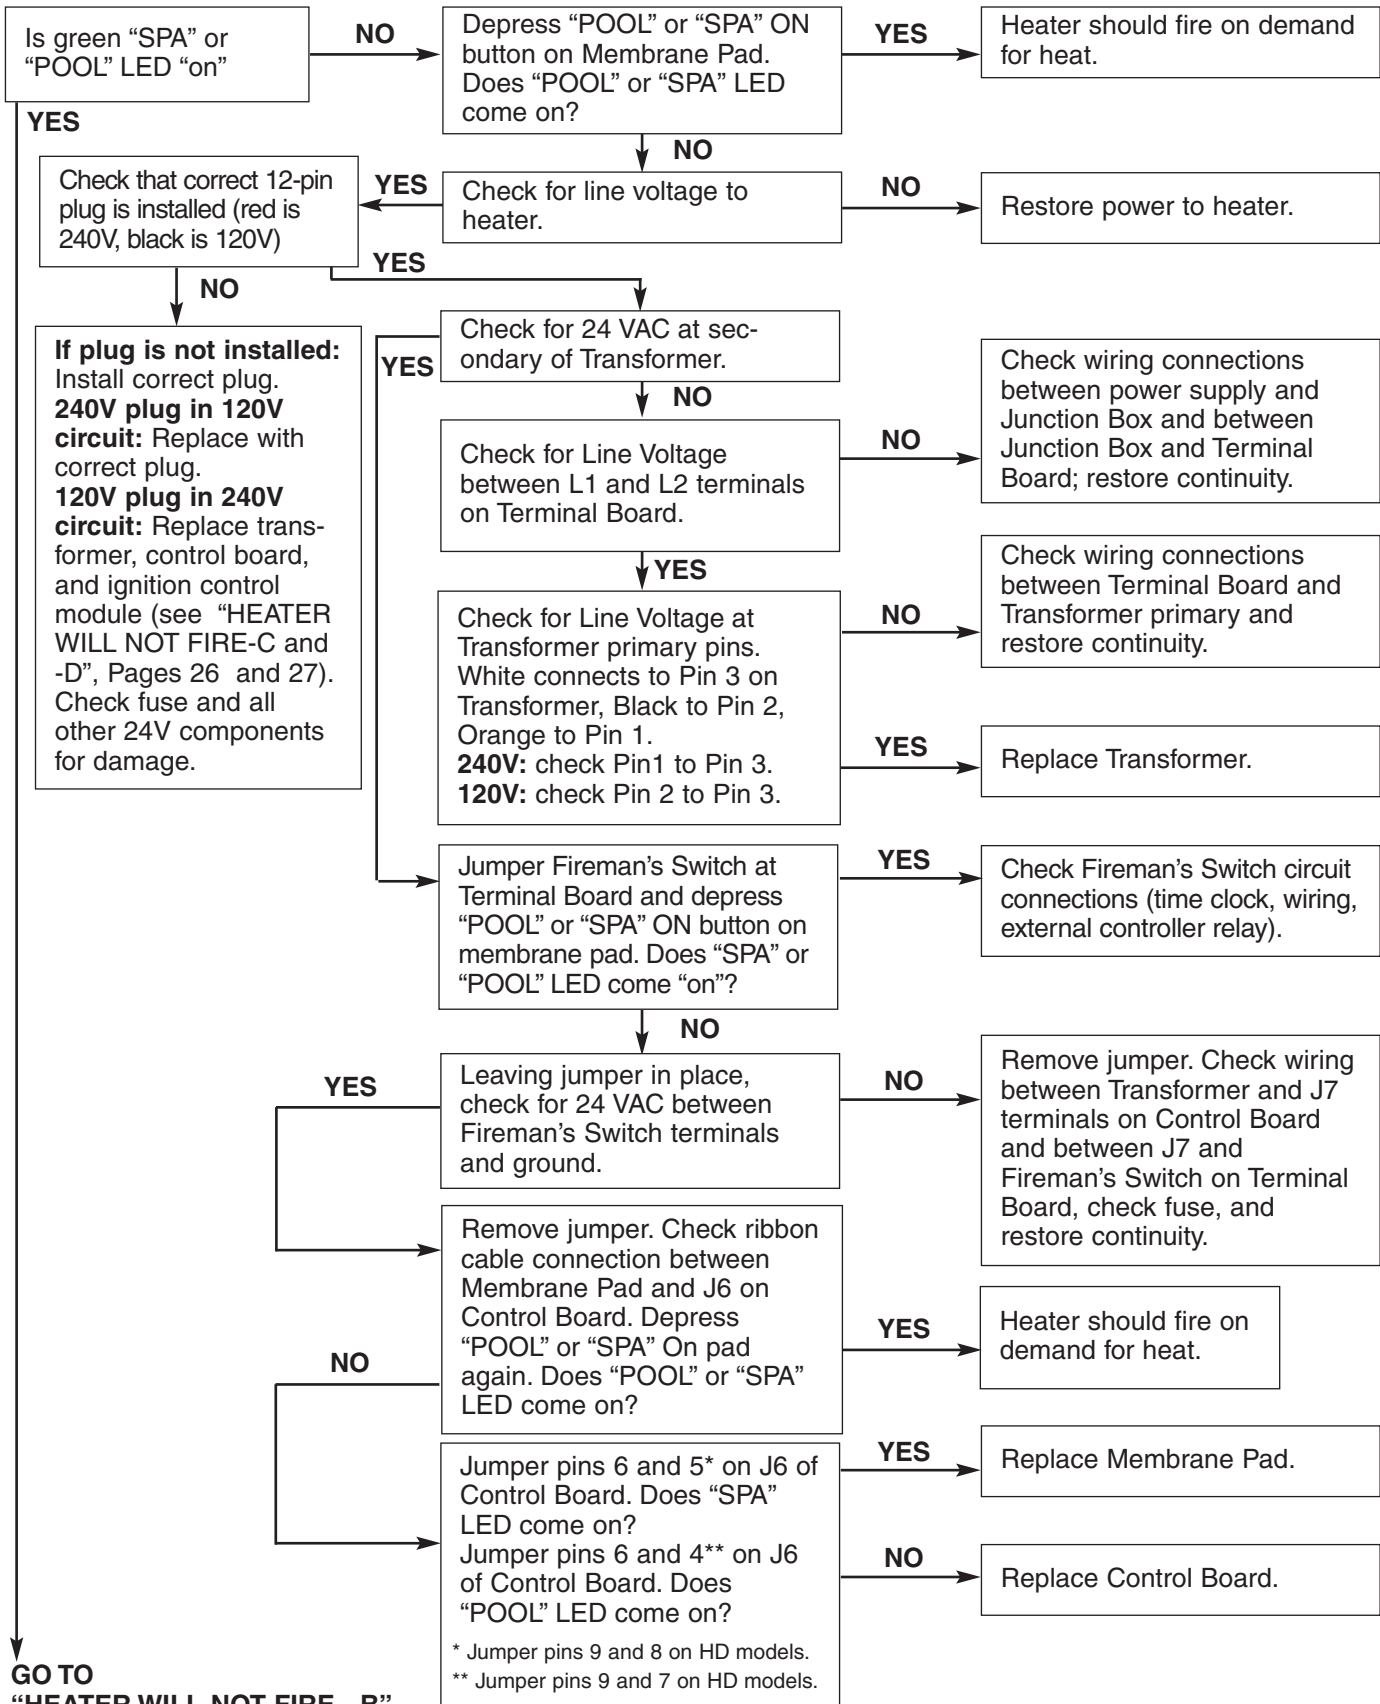 Is green “SPA” or
“POOL” LED “on”
NO
Depress “POOL” or “SPA” ON
button on Membrane Pad.
Does “POOL” or “SPA” LED
come on?
YES
Heater should fire on demand
for heat.
YES
NO
Check that correct 12-pin
plug is installed (red is
240V, black is 120V)
YES
Check for line voltage to
heater.
NO
Restore power to heater.
NO
YES
If plug is not installed:
Install correct plug.
240V plug in 120V
circuit: Replace with
correct plug.
120V plug in 240V
circuit: Replace trans-
former, control board,
and ignition control
module (see “HEATER
WILL NOT FIRE-C and
-D”, Pages 26 and 27).
Check fuse and all
other 24V components
for damage.
YES
Check for 24 VAC at sec-
ondary of Transformer.
NO
Check for Line Voltage
between L1 and L2 terminals
on Terminal Board.
NO
Check wiring connections
between power supply and
Junction Box and between
Junction Box and Terminal
Board; restore continuity.
YES
Check for Line Voltage at
Transformer primary pins.
White connects to Pin 3 on
Transformer, Black to Pin 2,
Orange to Pin 1.
240V: check Pin1 to Pin 3.
120V: check Pin 2 to Pin 3.
NO
Check wiring connections
between Terminal Board and
Transformer primary and
restore continuity.
YES
Replace Transformer.
Jumper Fireman’s Switch at
Terminal Board and depress
“POOL” or “SPA” ON button on
membrane pad. Does “SPA” or
“POOL” LED come “on”?
YES
Check Fireman’s Switch circuit
connections (time clock, wiring,
external controller relay).
NO
YES
Leaving jumper in place,
check for 24 VAC between
Fireman’s Switch terminals
and ground.
NO
Remove jumper. Check wiring
between Transformer and J7
terminals on Control Board
and between J7 and
Fireman’s Switch on Terminal
Board, check fuse, and
restore continuity.
Remove jumper. Check ribbon
cable connection between
Membrane Pad and J6 on
Control Board. Depress
“POOL” or “SPA” On pad
again. Does “POOL” or “SPA”
LED come on?
YES
Heater should fire on
demand for heat.
NO
Jumper pins 6 and 5* on J6 of
Control Board. Does “SPA”
LED come on?
Jumper pins 6 and 4** on J6
of Control Board. Does
“POOL” LED come on?
* Jumper pins 9 and 8 on HD models.
** Jumper pins 9 and 7 on HD models.
YES
Replace Membrane Pad.
NO
Replace Control Board.
GO TO
“HEATER WILL NOT FIRE - B”